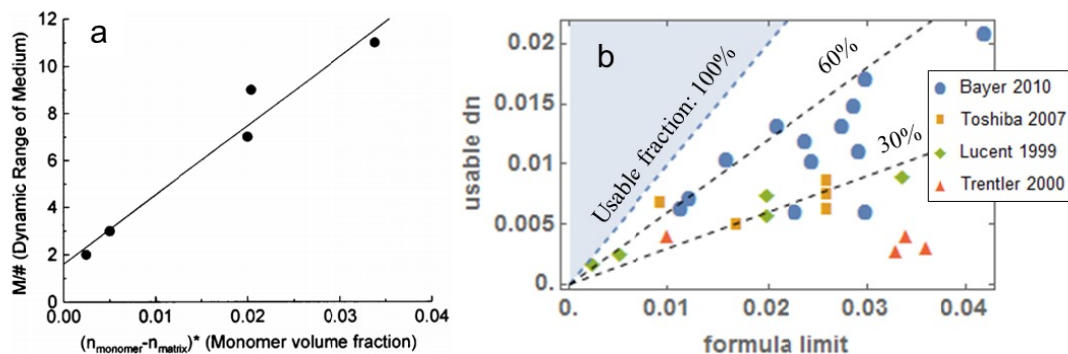 a
M/# (Dynamic Range of Medium)
12
10
8
6
4
2
0
0.00
0.01
0.02
0.03
0.04
(n_monomer-n_matrix)* (Monomer volume fraction)
b
usable dn
0.02
0.015
0.01
0.005
0.
0
0.01
0.02
0.03
0.04
formula limit
Usable fraction: 100%
60%
30%
Bayer 2010
Toshiba 2007
Lucent 1999
Trentler 2000